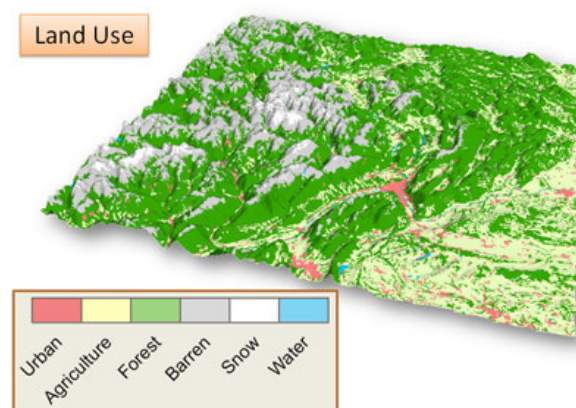 Land Use
Urban
Agriculture
Forest
Barren
Snow
Water